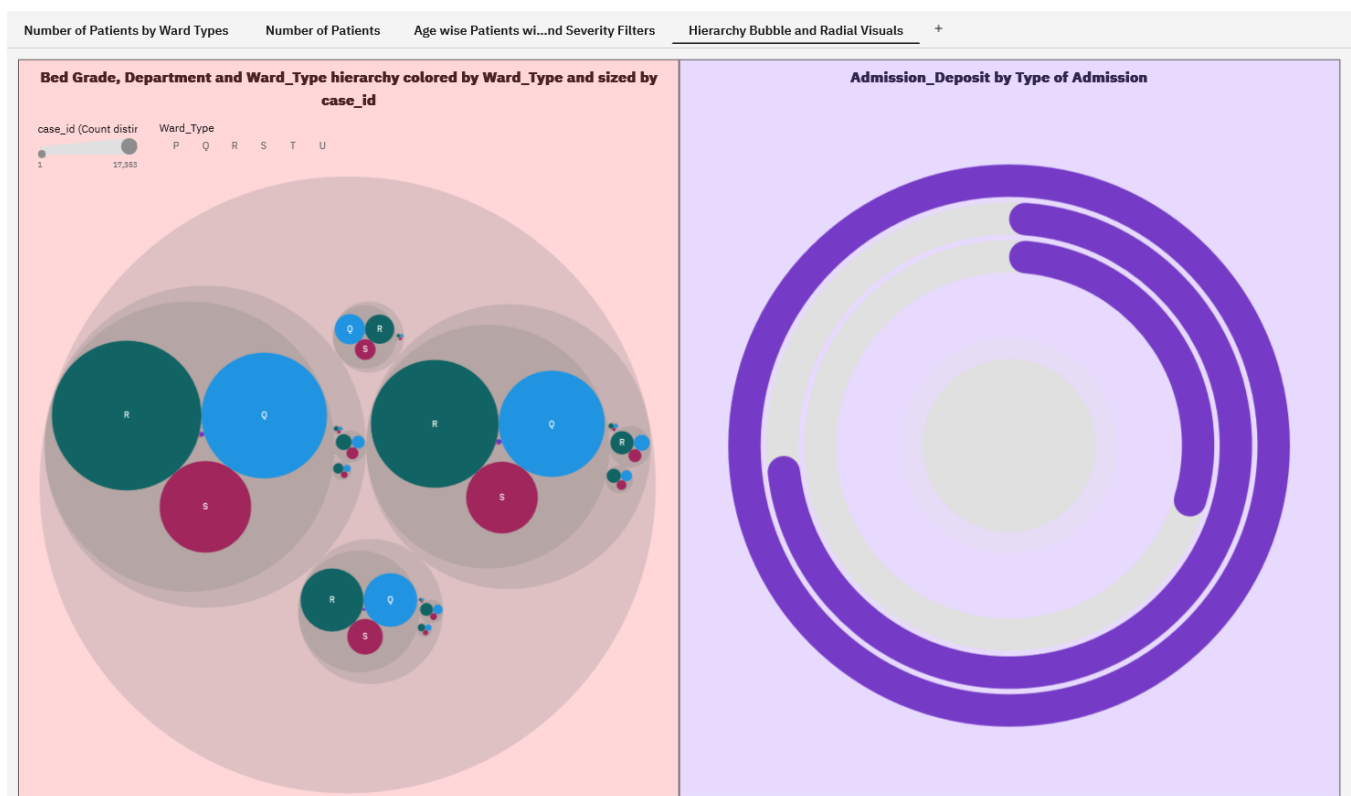 Number of Patients by Ward Types
Number of Patients
Age wise Patients wi...nd Severity Filters
Hierarchy Bubble and Radial Visuals
+
Bed Grade, Department and Ward_Type hierarchy colored by Ward_Type and sized by
case_id
case_id (Count distir
1
17,353
Ward_Type
P Q R S T U
Q R
S
R Q
S
R Q
S
R
R Q
S
Admission_Deposit by Type of Admission